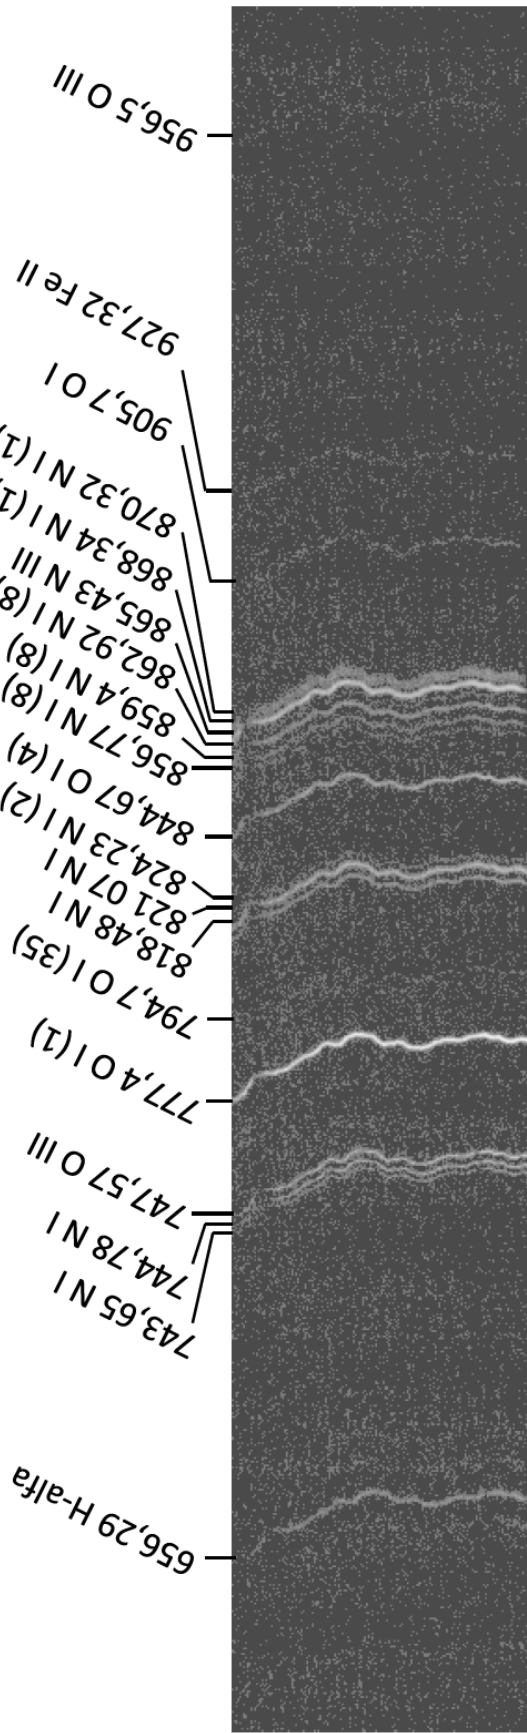 656,29 H-alfa
743,65 N I
744,78 N I
747,57 O III
777,4 O I (1)
794,7 O I (35)
818,48 N I
821 07 N I
824,23 N I (2)
844,67 O I (4)
856,77 N I (8)
859,4 N I (8)
862,92 N I (8
865,43 N III
868,34 N I (1
870,32 N I (1)
905,7 O I
927,32 Fe II
956,5 O III